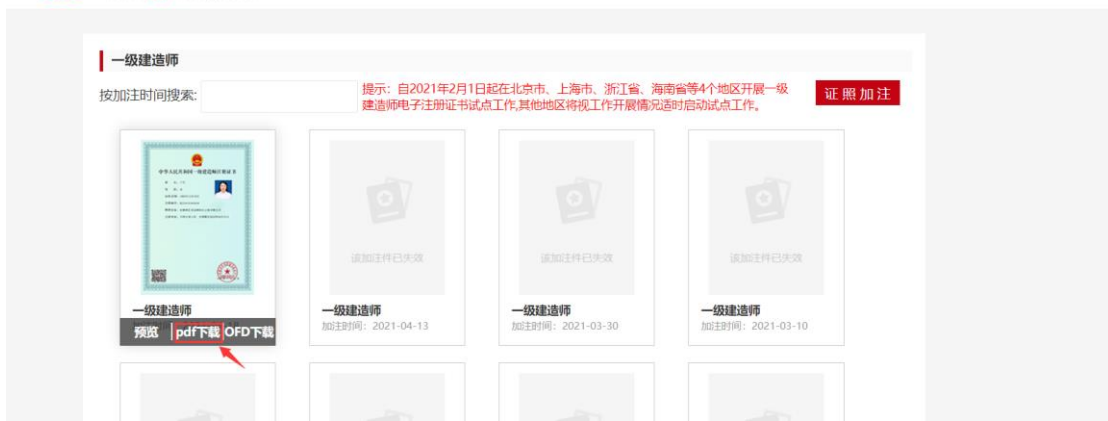 一级建造师
按加注时间搜索:
提示：自2021年2月1日起在北京市、上海市、浙江省、海南省等4个地区开展一级
建造师电子注册证书试点工作,其他地区将视工作开展情况适时启动试点工作。
证照加注
中华人民共和国一级建造师注册证书
该加注件已失效
该加注件已失效
该加注件已失效
一级建造师
一级建造师
一级建造师
一级建造师
预览
pdf下载
OFD下载
加注时间：2021-04-13
加注时间：2021-03-30
加注时间：2021-03-10